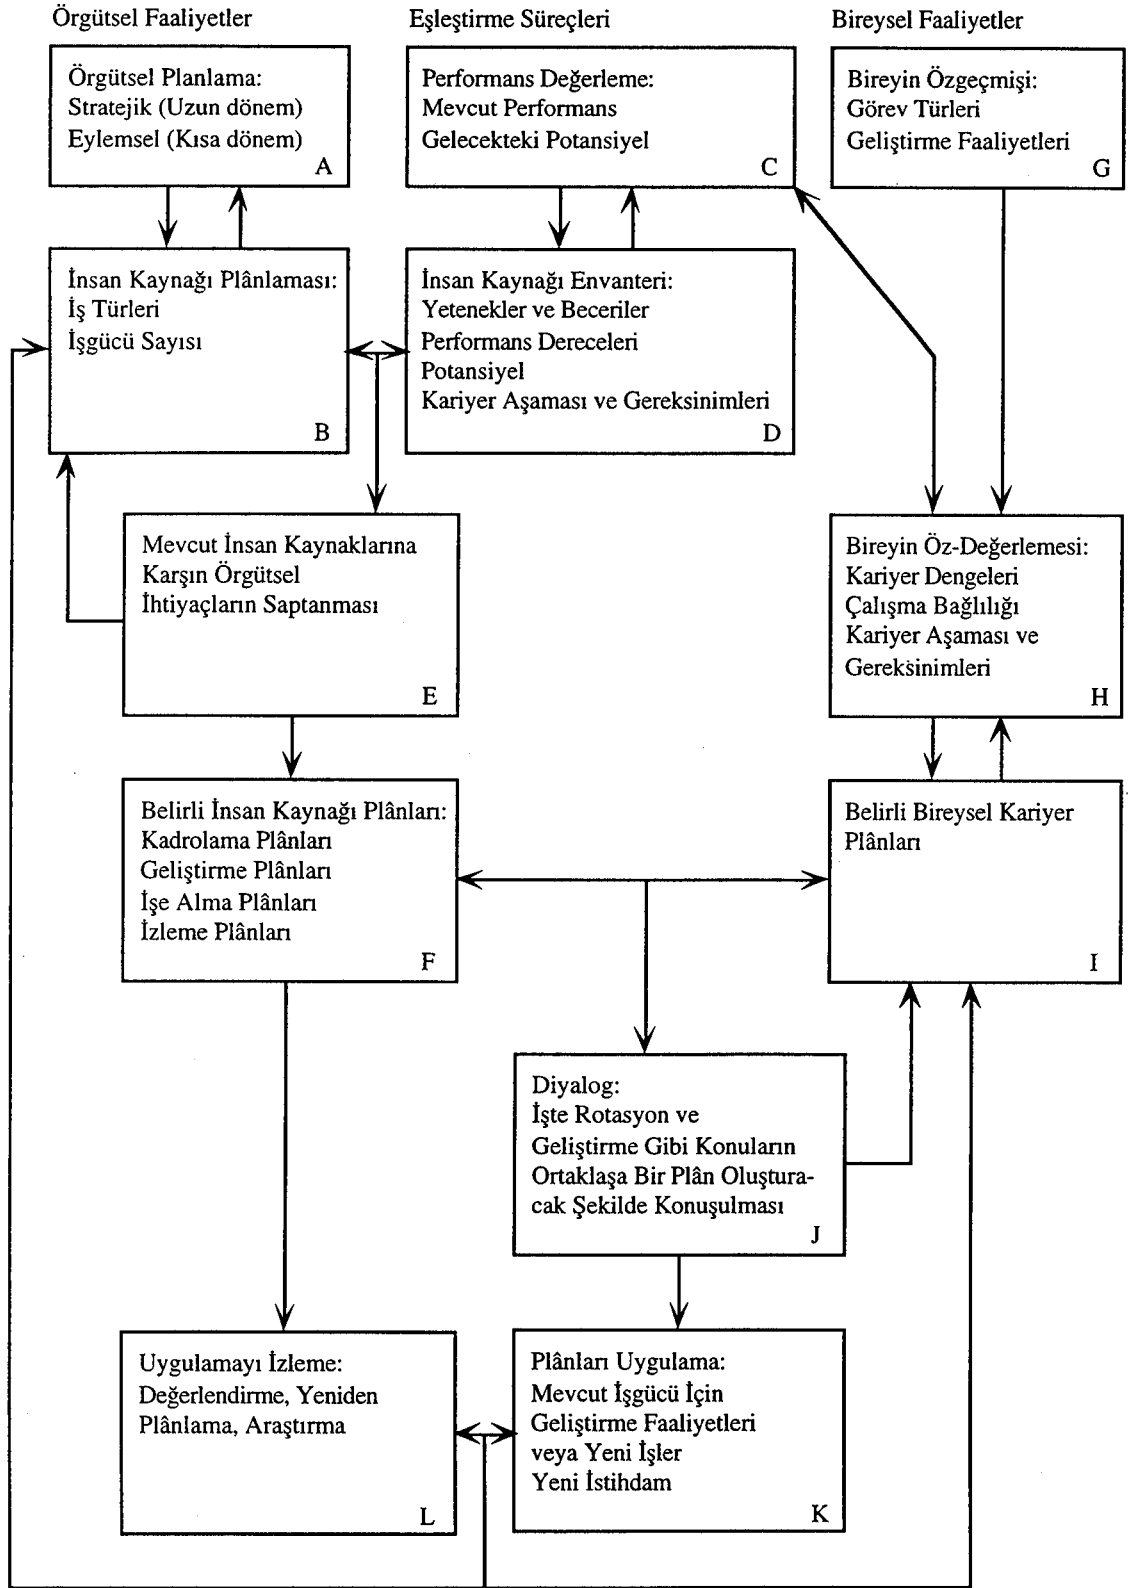 Örgütsel Faaliyetler
Eşleştirme Süreçleri
Bireysel Faaliyetler
Örgütsel Planlama:
Stratejik (Uzun dönem)
Eylemsel (Kısa dönem)
A
Performans Değerleme:
Mevcut Performans
Gelecekteki Potansiyel
C
Bireyin Özgeçmişi:
Görev Türleri
Geliştirme Faaliyetleri
G
İnsan Kaynağı Plânlaması:
İş Türleri
İşgücü Sayısı
B
İnsan Kaynağı Envanteri:
Yetenekler ve Beceriler
Performans Dereceleri
Potansiyel
Kariyer Aşaması ve Gereksinimleri
D
Mevcut İnsan Kaynaklarına
Karşın Örgütsel
İhtiyaçların Saptanması
E
Bireyin Öz-Değerlemesi:
Kariyer Dengeleri
Çalışma Bağlılığı
Kariyer Aşaması ve
Gereksinimleri
H
Belirli İnsan Kaynağı Plânları:
Kadrolama Plânları
Geliştirme Plânları
İşe Alma Plânları
İzleme Plânları
F
Belirli Bireysel Kariyer
Plânları
I
Diyalog:
İşte Rotasyon ve
Geliştirme Gibi Konuların
Ortaklaşa Bir Plân Oluştura-
cak Şekilde Konuşulması
J
Uygulamayı İzleme:
Değerlendirme, Yeniden
Plânlama, Araştırma
L
Plânları Uygulama:
Mevcut İşgücü İçin
Geliştirme Faaliyetleri
veya Yeni İşler
Yeni İstihdam
K